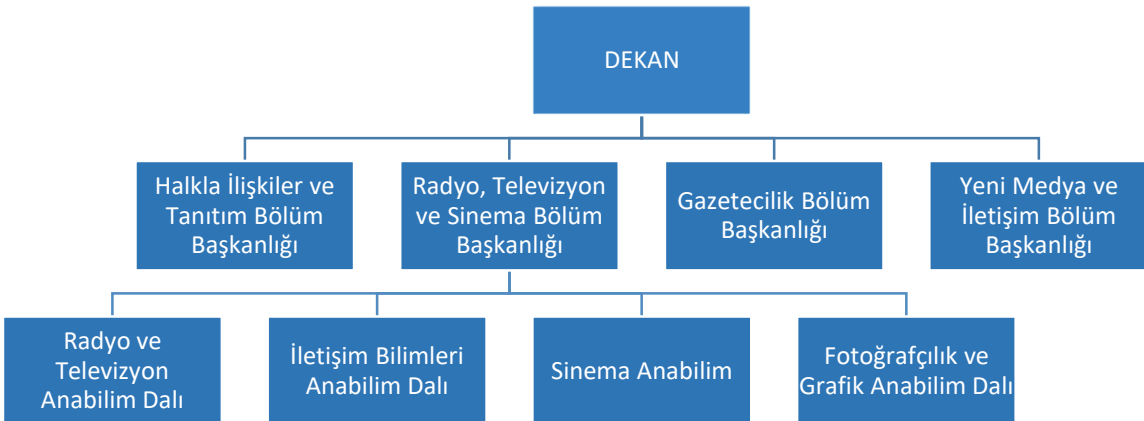 DEKAN
Halkla İlişkiler ve
Tanıtım Bölüm
Başkanlığı
Radyo, Televizyon
ve Sinema Bölüm
Başkanlığı
Gazetecilik Bölüm
Başkanlığı
Yeni Medya ve
İletişim Bölüm
Başkanlığı
Radyo ve
Televizyon
Anabilim Dalı
İletişim Bilimleri
Anabilim Dalı
Sinema Anabilim
Fotoğrafçılık ve
Grafik Anabilim Dalı